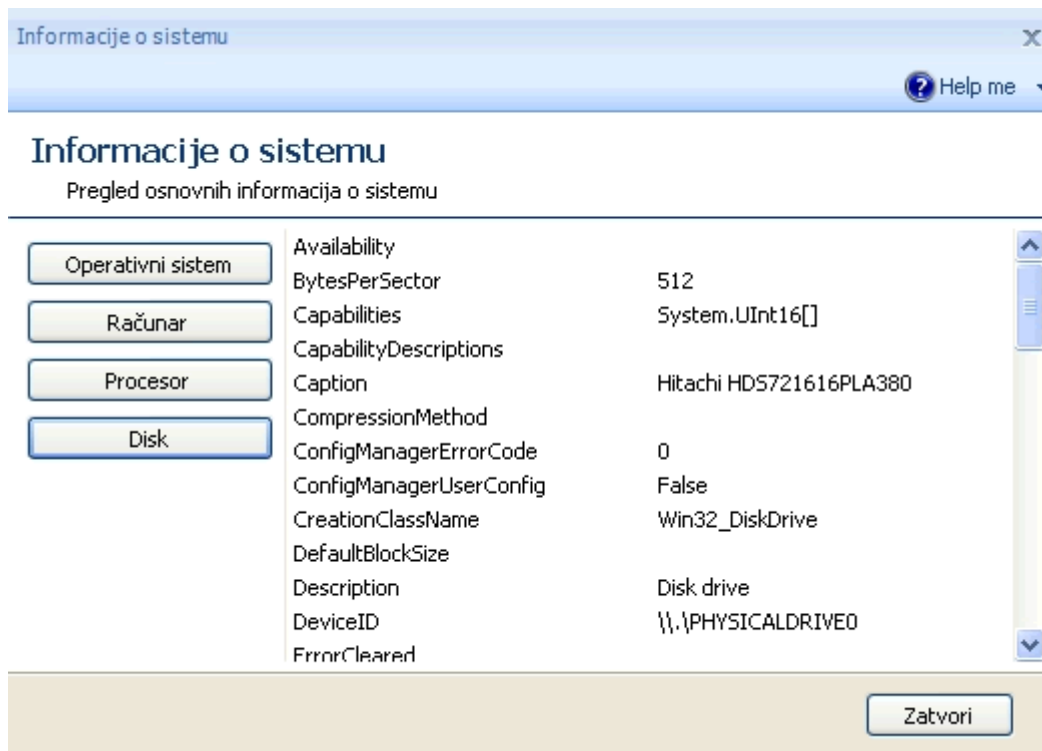 Informacije o sistemu
Help me
Informacije o sistemu
Pregled osnovnih informacija o sistemu
Operativni sistem
Računar
Procesor
Disk
Availability
BytesPerSector 512
Capabilities System.UInt16[]
CapabilityDescriptions
Caption Hitachi HDS721616PLA380
CompressionMethod
ConfigManagerErrorCode 0
ConfigManagerUserConfig False
CreationClassName Win32_DiskDrive
DefaultBlockSize
Description Disk drive
DeviceID \\.\PHYSICALDRIVE0
ErrorCleared
Zatvori